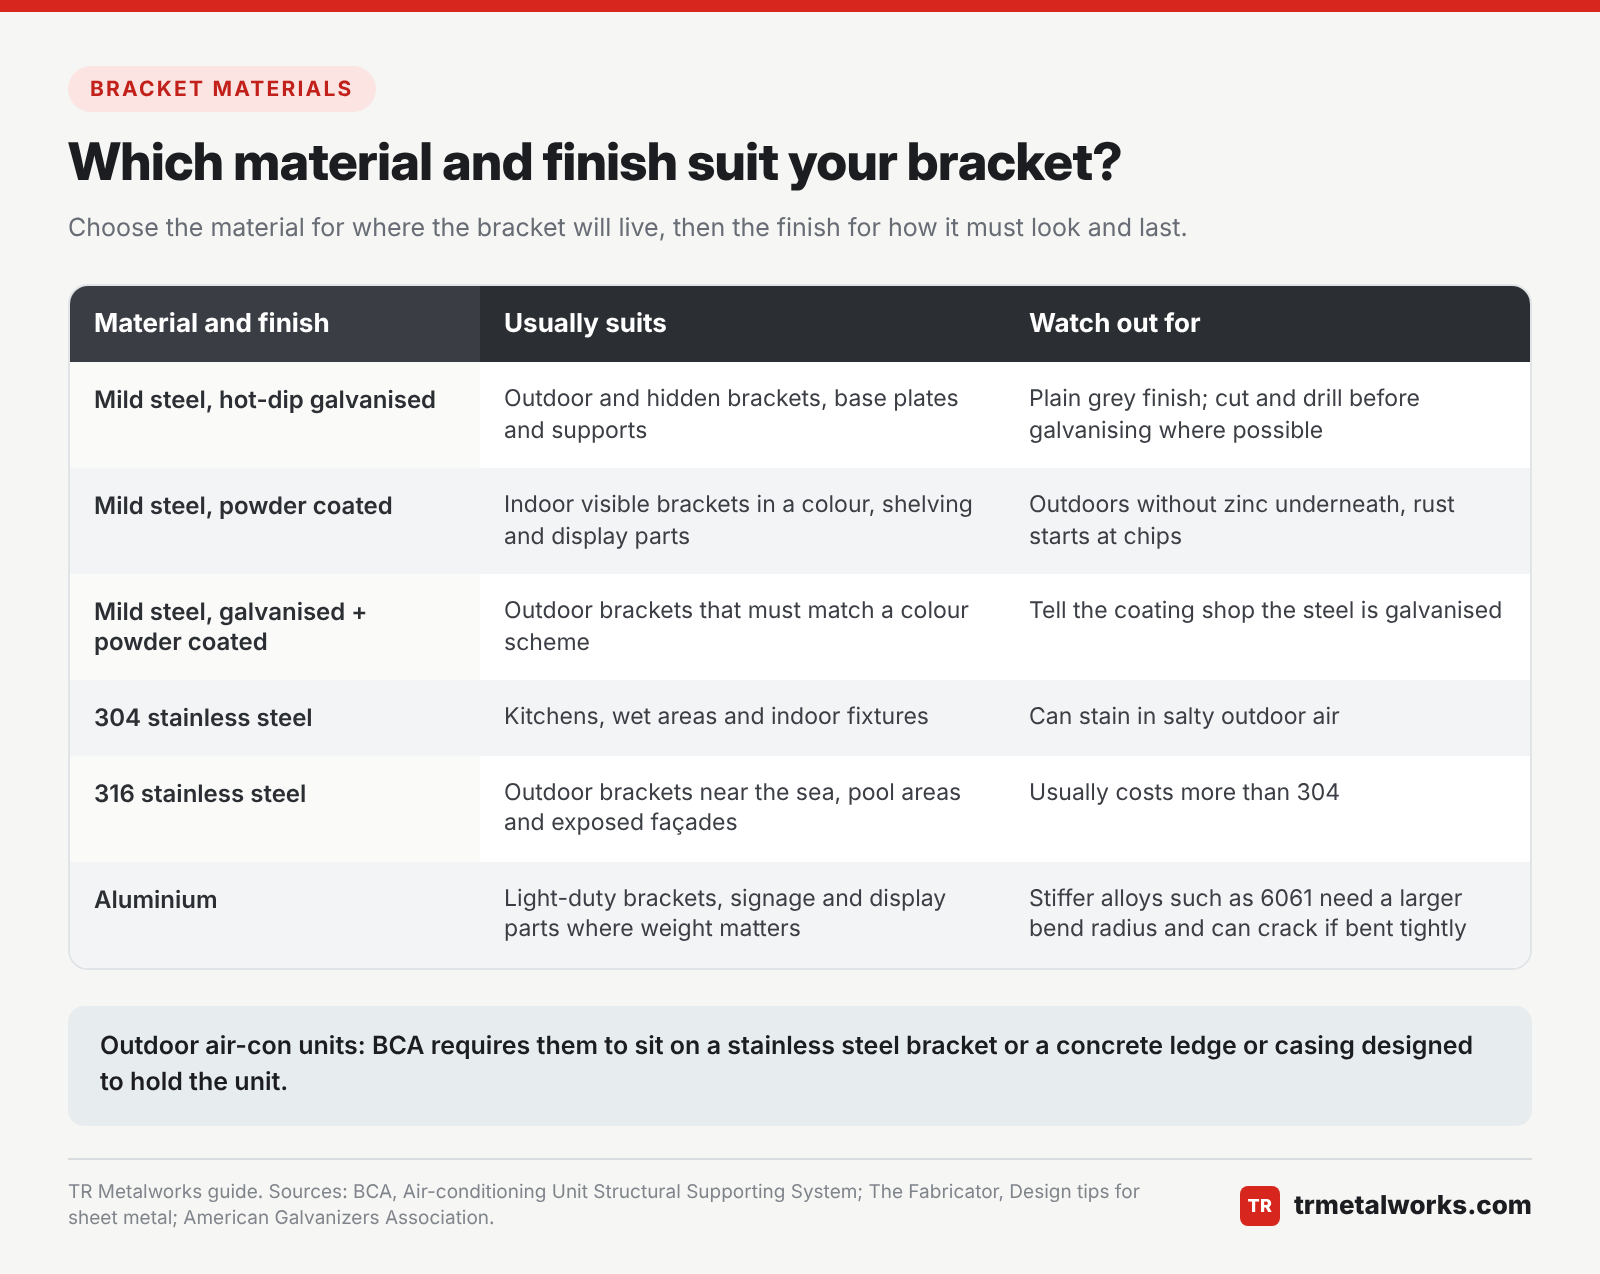 BRACKET MATERIALS
Which material and finish suit your bracket?
Choose the material for where the bracket will live, then the finish for how it must look and last.
Material and finish
Usually suits
Watch out for
Mild steel, hot-dip galvanised
Outdoor and hidden brackets, base plates
and supports
Plain grey finish; cut and drill before
galvanising where possible
Mild steel, powder coated
Indoor visible brackets in a colour, shelving
and display parts
Outdoors without zinc underneath, rust
starts at chips
Mild steel, galvanised +
powder coated
Outdoor brackets that must match a colour
scheme
Tell the coating shop the steel is galvanised
304 stainless steel
Kitchens, wet areas and indoor fixtures
Can stain in salty outdoor air
316 stainless steel
Outdoor brackets near the sea, pool areas
and exposed façades
Usually costs more than 304
Aluminium
Light-duty brackets, signage and display
parts where weight matters
Stiffer alloys such as 6061 need a larger
bend radius and can crack if bent tightly
Outdoor air-con units: BCA requires them to sit on a stainless steel bracket or a concrete ledge or casing designed
to hold the unit.
TR Metalworks guide. Sources: BCA, Air-conditioning Unit Structural Supporting System; The Fabricator, Design tips for
sheet metal; American Galvanizers Association.
TR
trmetalworks.com